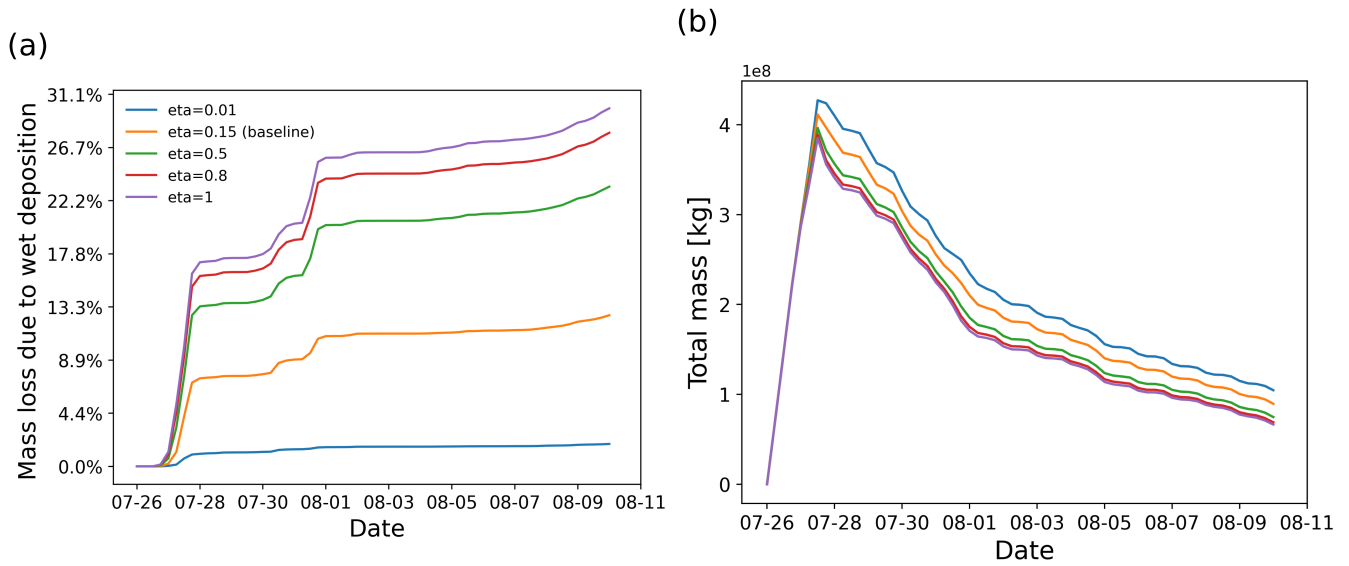 (a)
Mass loss due to wet deposition
31.1%
26.7%
22.2%
17.8%
13.3%
8.9%
4.4%
0.0%
eta=0.01
eta=0.15 (baseline)
eta=0.5
eta=0.8
eta=1
07-26 07-28 07-30 08-01 08-03 08-05 08-07 08-09 08-11
Date
(b)
1e8
Total mass [kg]
4
3
2
1
0
07-26 07-28 07-30 08-01 08-03 08-05 08-07 08-09 08-11
Date